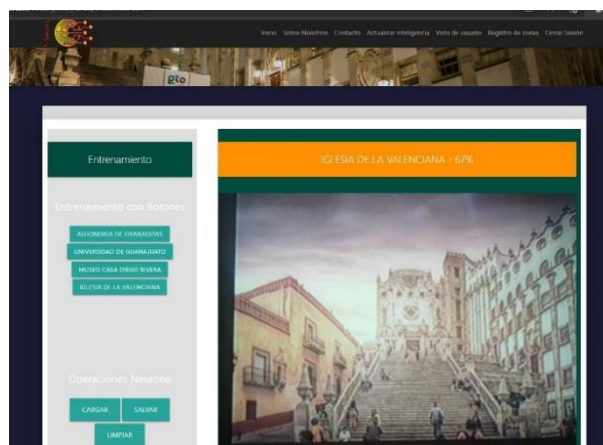 Inicio Sobre Nosotros Contacto Actualizar inteligencia Vista de usuario Registro de zonas Cerrar Sesión
gto
Entrenamiento
IGLESIA DE LA VALENCIANA - 67%
Entrenamiento con Botones
ALHONDIGA DE GRANADITAS
UNIVERSIDAD DE GUANAJUATO
MUSEO CASA DIEGO RIVERA
IGLESIA DE LA VALENCIANA
Operaciones Neurona
CARGAR SALVAR
LIMPIAR